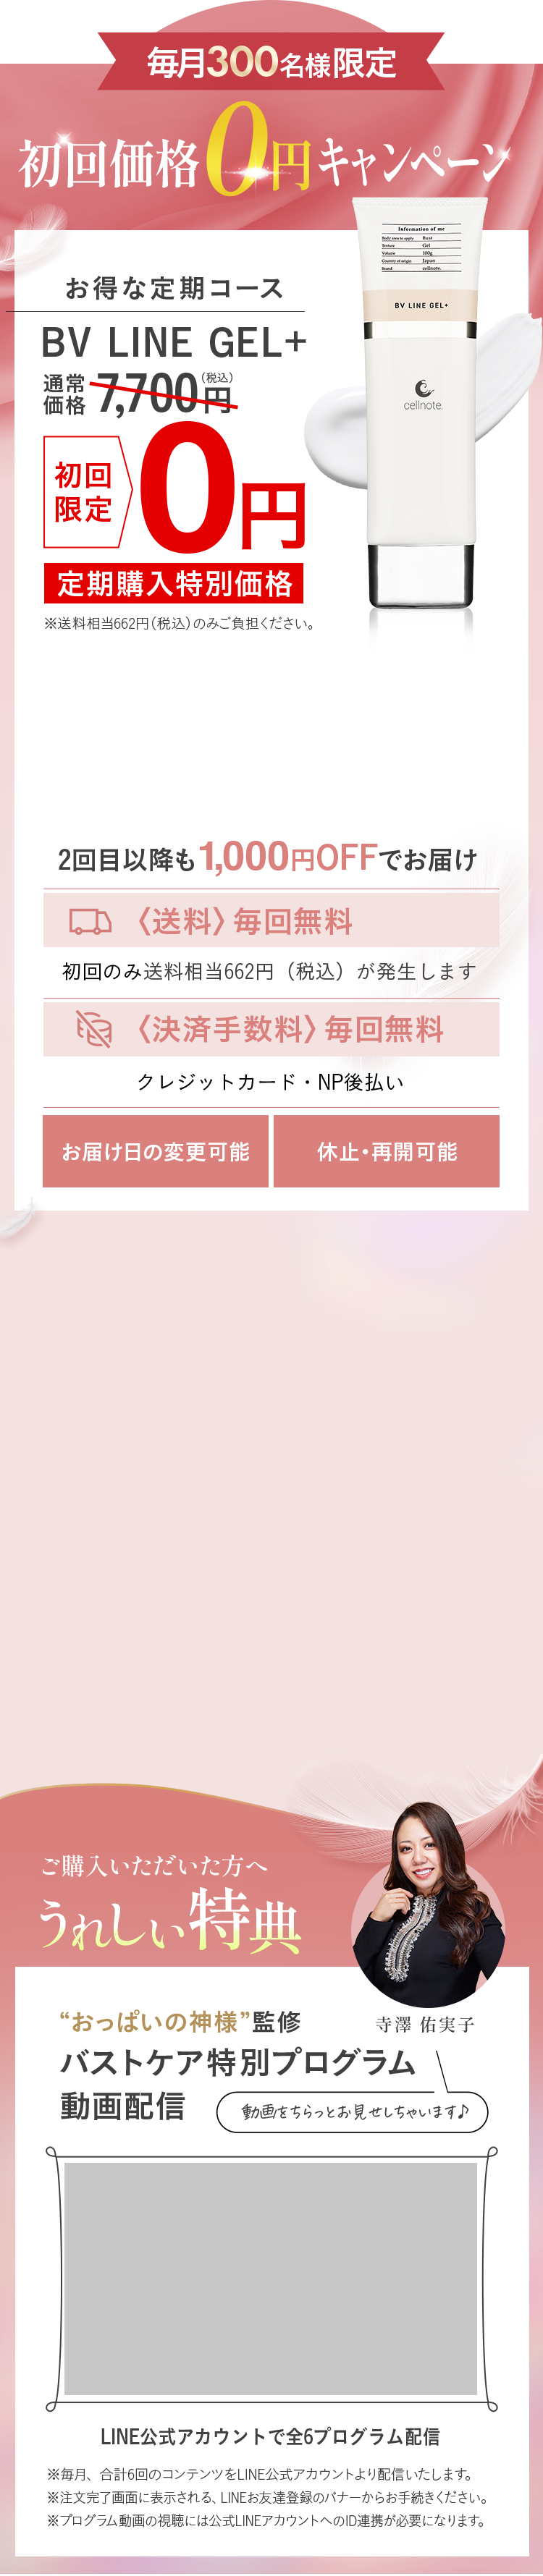 毎月300名様限定
初回価格0円キャンペーン
Information of me
Body area to apply Bust
Texture Gel
Volume 100g
Country of origin Japan
Brand cellnote.
BV LINE GEL+
cellnote.
お得な定期コース
BV LINE GEL+
通常価格 7,700円(税込)
初回限定 0円
定期購入特別価格
※送料相当662円(税込)のみご負担ください。
2回目以降も1,000円OFFでお届け
〈送料〉毎回無料
初回のみ送料相当662円（税込）が発生します
〈決済手数料〉毎回無料
クレジットカード・NP後払い
お届け日の変更可能
休止・再開可能
ご購入いただいた方へ
うれしい特典
寺澤 佑実子
“おっぱいの神様”監修
バストケア特別プログラム
動画配信
動画をちらっとお見せしちゃいます♪
LINE公式アカウントで全6プログラム配信
※毎月、合計6回のコンテンツをLINE公式アカウントより配信いたします。
※注文完了画面に表示される、LINEお友達登録のバナーからお手続きください。
※プログラム動画の視聴には公式LINEアカウントへのID連携が必要になります。